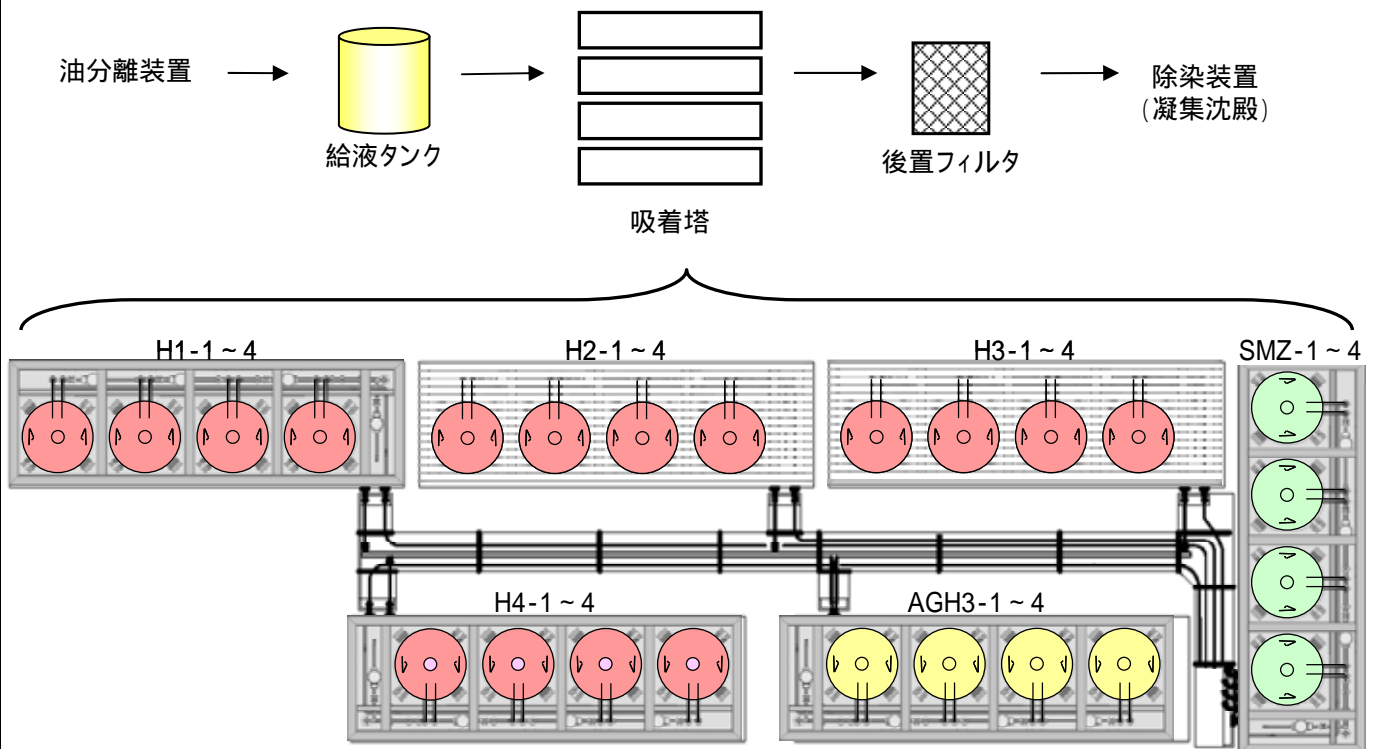 油分離装置
給液タンク
吸着塔
後置フィルタ
除染装置
(凝集沈殿)
H1-1 ~ 4
H2-1 ~ 4
H3-1 ~ 4
SMZ-1 ~ 4
H4-1 ~ 4
AGH3-1 ~ 4